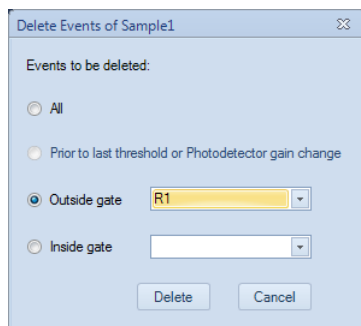 Delete Events of Sample1
Events to be deleted:
All
Prior to last threshold or Photodetector gain change
Outside gate R1
Inside gate
Delete Cancel